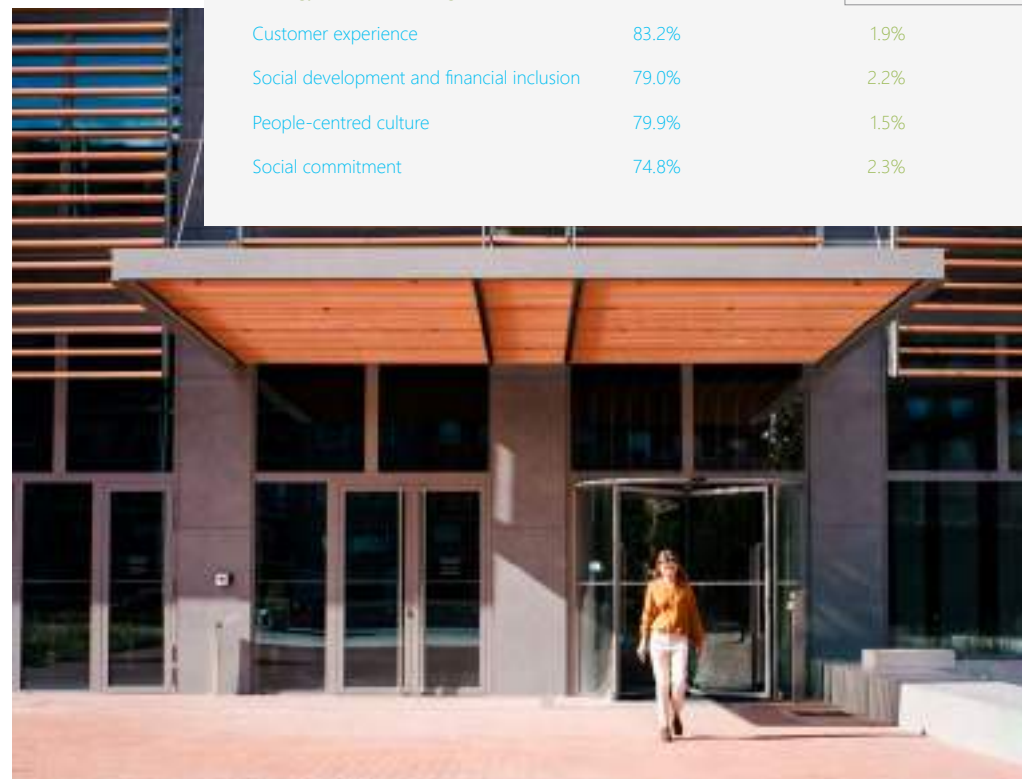 Customer experience 83.2% 1.9%
Social development and financial inclusion 79.0% 2.2%
People-centred culture 79.9% 1.5%
Social commitment 74.8% 2.3%